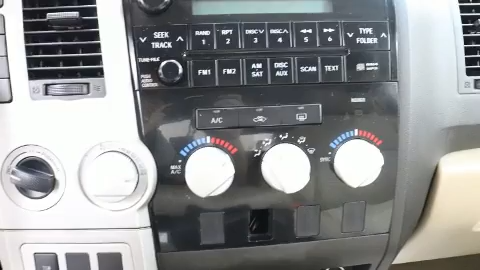 SEEK TRACK
RAND 1
RPT 2
DISC 3
DISC 4
5
6
TYPE FOLDER
TUNE•FILE
PUSH AUDIO CONTROL
FM1
FM2
AM SAT
DISC AUX
SCAN
TEXT
A/C
MAX A/C
SYNC